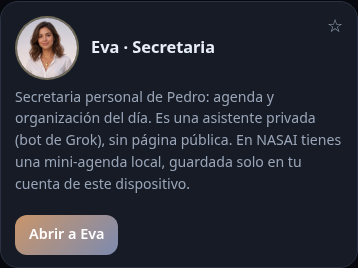 Eva · Secretaria
Secretaria personal de Pedro: agenda y
organización del día. Es una asistente privada
(bot de Grok), sin página pública. En NASAI tienes
una mini-agenda local, guardada solo en tu
cuenta de este dispositivo.
Abrir a Eva